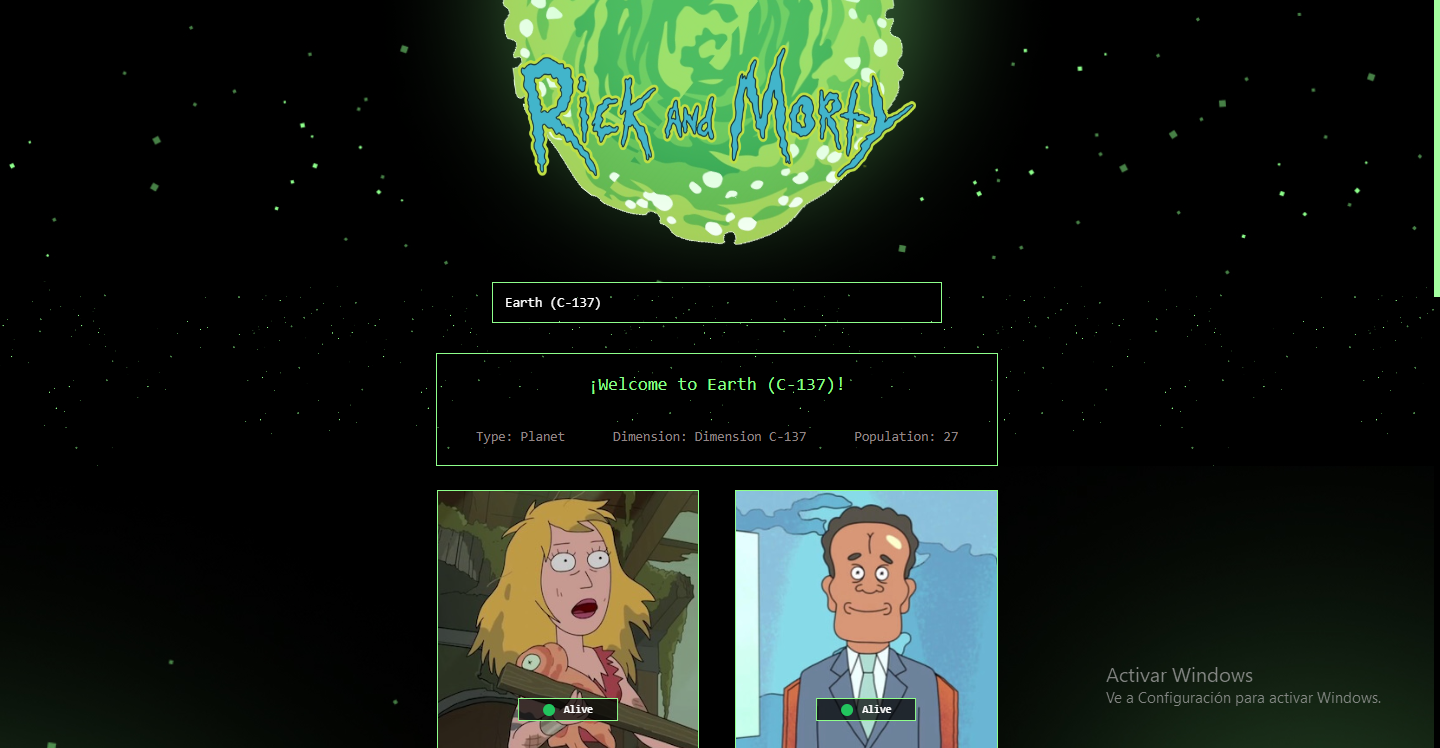 Rick and Morty
Earth (C-137)
¡Welcome to Earth (C-137)!
Type: Planet Dimension: Dimension C-137 Population: 27
Alive Alive
Activar Windows
Ve a Configuración para activar Windows.